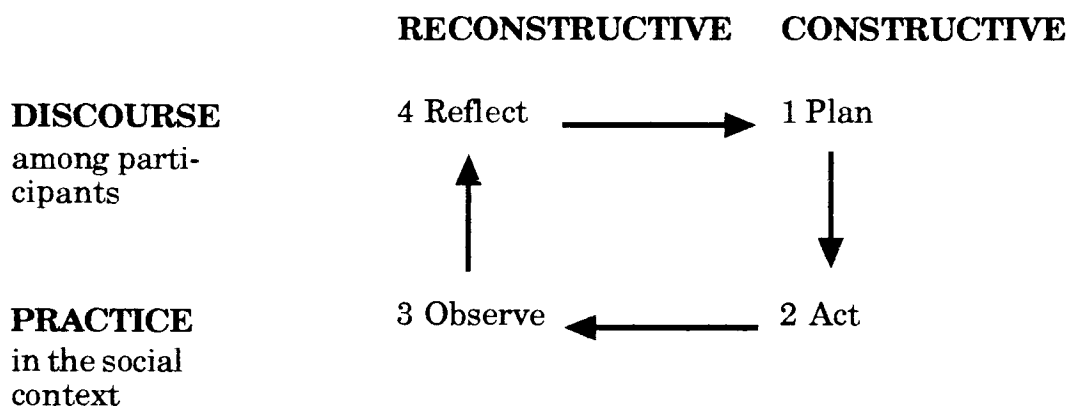 RECONSTRUCTIVE CONSTRUCTIVE
DISCOURSE 4 Reflect 1 Plan
among parti-
cipants
PRACTICE 3 Observe 2 Act
in the social
context